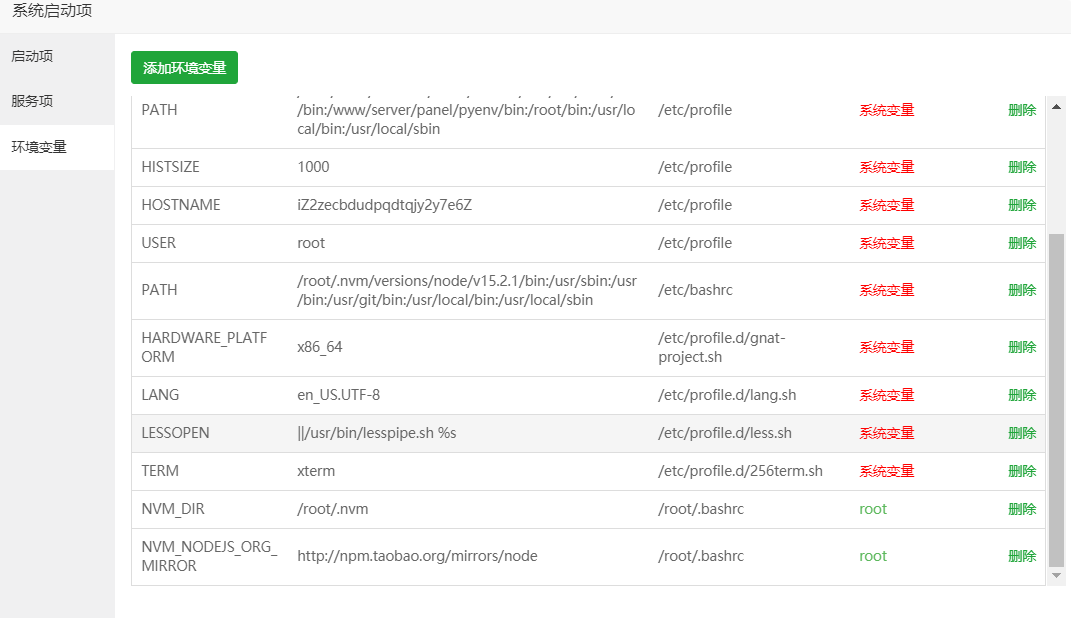 系统启动项
启动项
服务项
环境变量
添加环境变量
PATH
/bin:/www/server/panel/pyenv/bin:/root/bin:/usr/lo
cal/bin:/usr/local/sbin
/etc/profile
系统变量
删除
HISTSIZE
1000
/etc/profile
系统变量
删除
HOSTNAME
iZ2zecbdudpqdtqjy2y7e6Z
/etc/profile
系统变量
删除
USER
root
/etc/profile
系统变量
删除
PATH
/root/.nvm/versions/node/v15.2.1/bin:/usr/sbin:/usr
/bin:/usr/git/bin:/usr/local/bin:/usr/local/sbin
/etc/bashrc
系统变量
删除
HARDWARE_PLATF
ORM
x86_64
/etc/profile.d/gnat-
project.sh
系统变量
删除
LANG
en_US.UTF-8
/etc/profile.d/lang.sh
系统变量
删除
LESSOPEN
||/usr/bin/lesspipe.sh %s
/etc/profile.d/less.sh
系统变量
删除
TERM
xterm
/etc/profile.d/256term.sh
系统变量
删除
NVM_DIR
/root/.nvm
/root/.bashrc
root
删除
NVM_NODEJS_ORG_
MIRROR
http://npm.taobao.org/mirrors/node
/root/.bashrc
root
删除